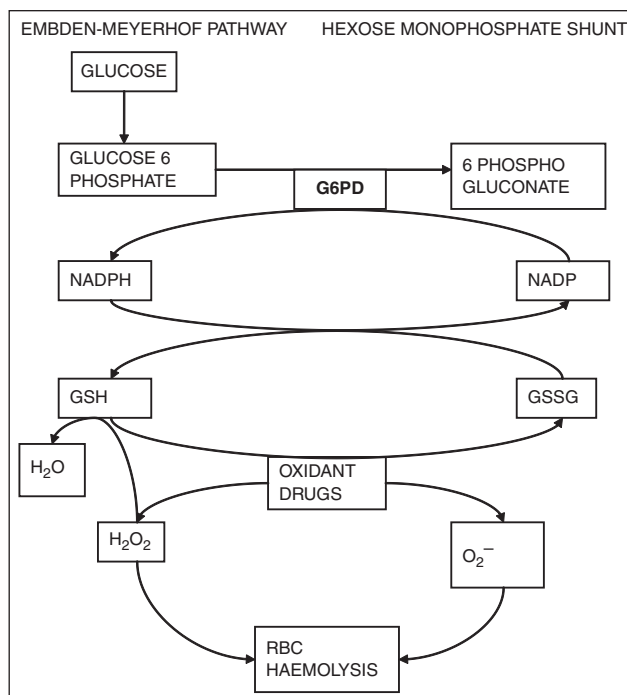 EMBDEN-MEYERHOF PATHWAY HEXOSE MONOPHOSPHATE SHUNT
GLUCOSE
GLUCOSE 6
PHOSPHATE
6 PHOSPHO
GLUCONATE
G6PD
NADPH
NADP
GSH
GSSG
H₂O
OXIDANT
DRUGS
H₂O₂
O₂⁻
RBC
HAEMOLYSIS